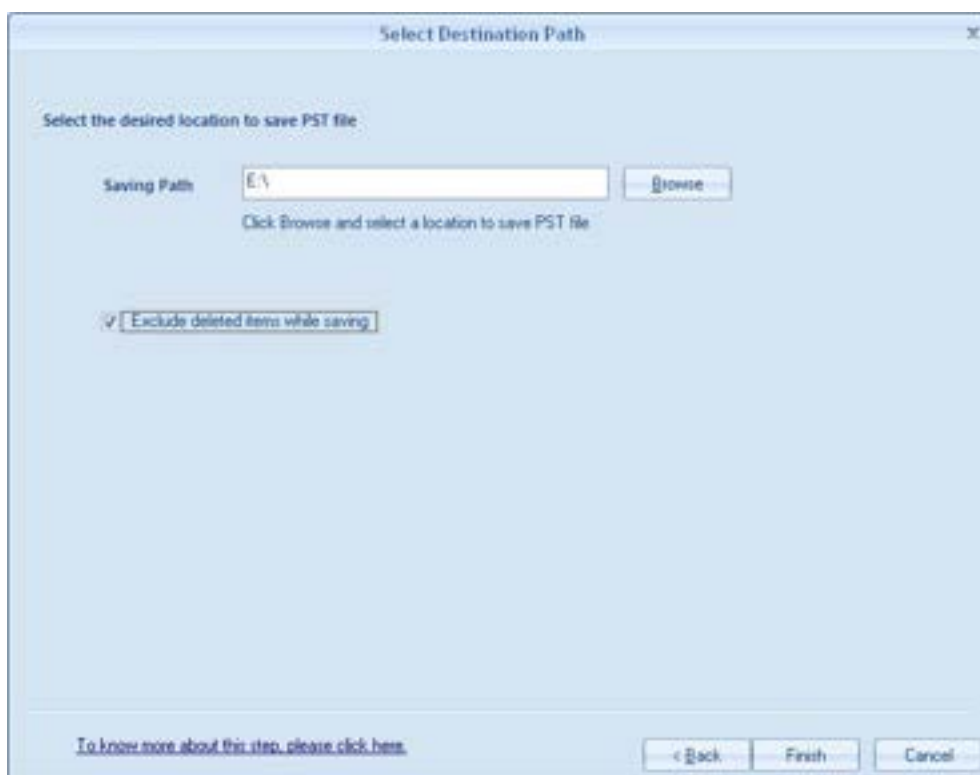 Select Destination Path
Select the desired location to save PST file
Saving Path
E:\
Browse
Click Browse and select a location to save PST file
Exclude deleted items while saving
To know more about this step, please click here.
< Back
Finish
Cancel